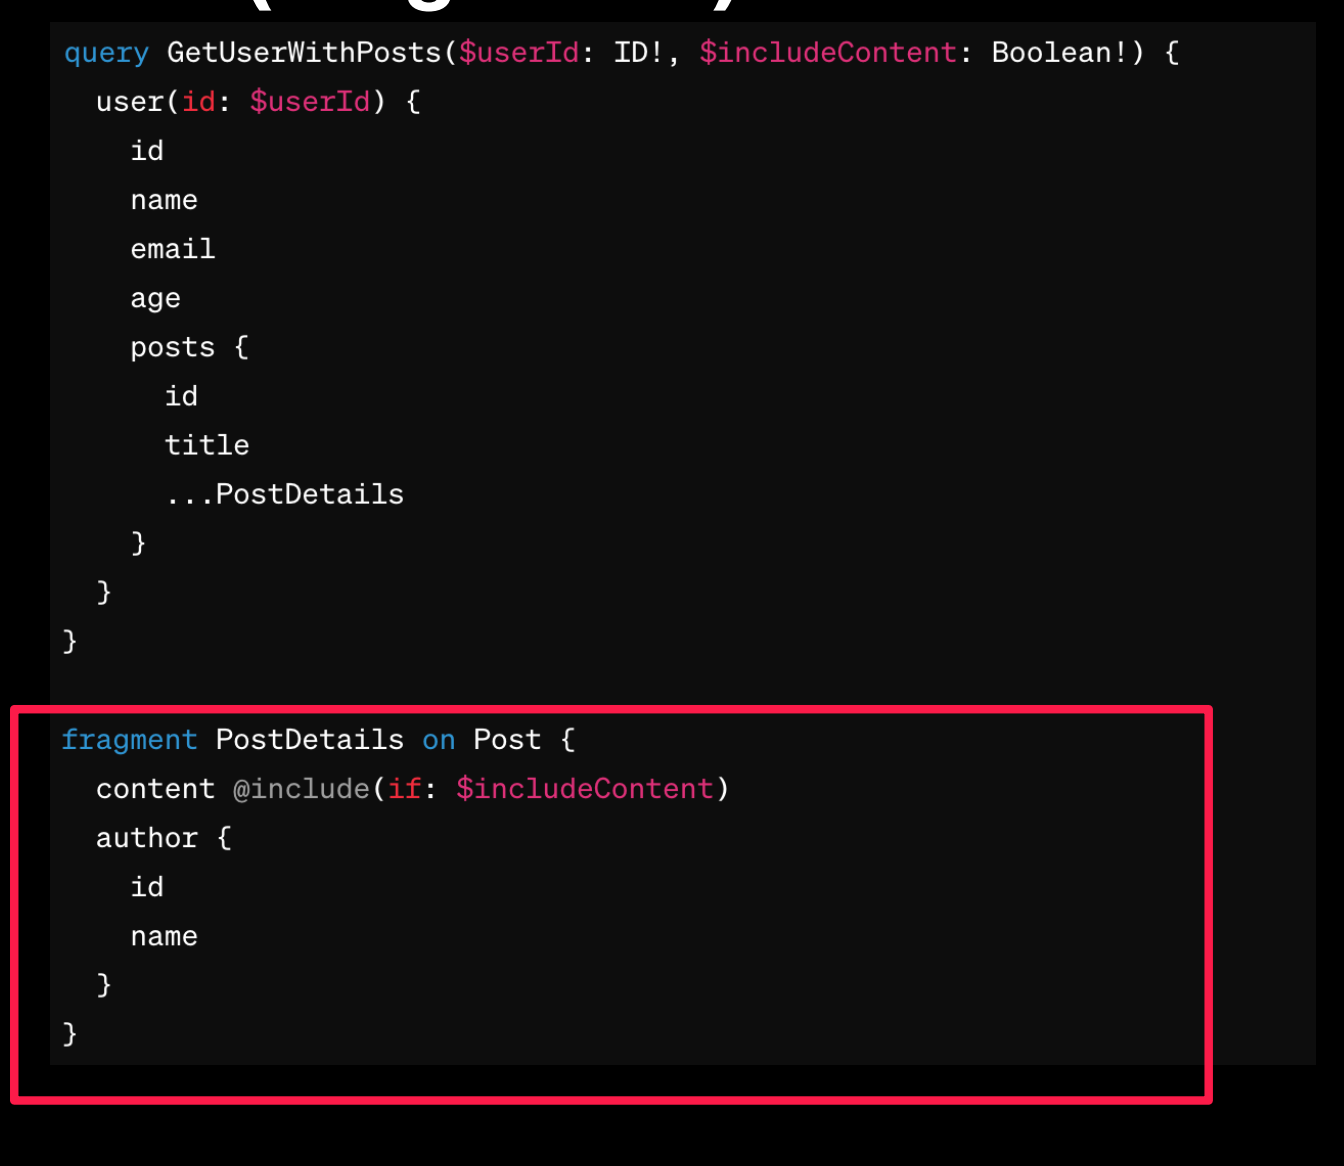 query GetUserWithPosts($userId: ID!, $includeContent: Boolean!) {
  user(id: $userId) {
    id
    name
    email
    age
    posts {
      id
      title
      ...PostDetails
    }
  }
}

fragment PostDetails on Post {
  content @include(if: $includeContent)
  author {
    id
    name
  }
}